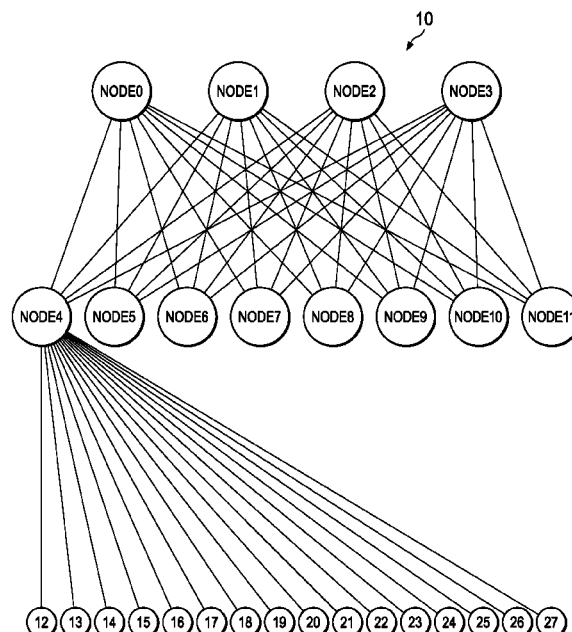 10
NODE0 NODE1 NODE2 NODE3
NODE4 NODE5 NODE6 NODE7 NODE8 NODE9 NODE10 NODE11
12 13 14 15 16 17 18 19 20 21 22 23 24 25 26 27